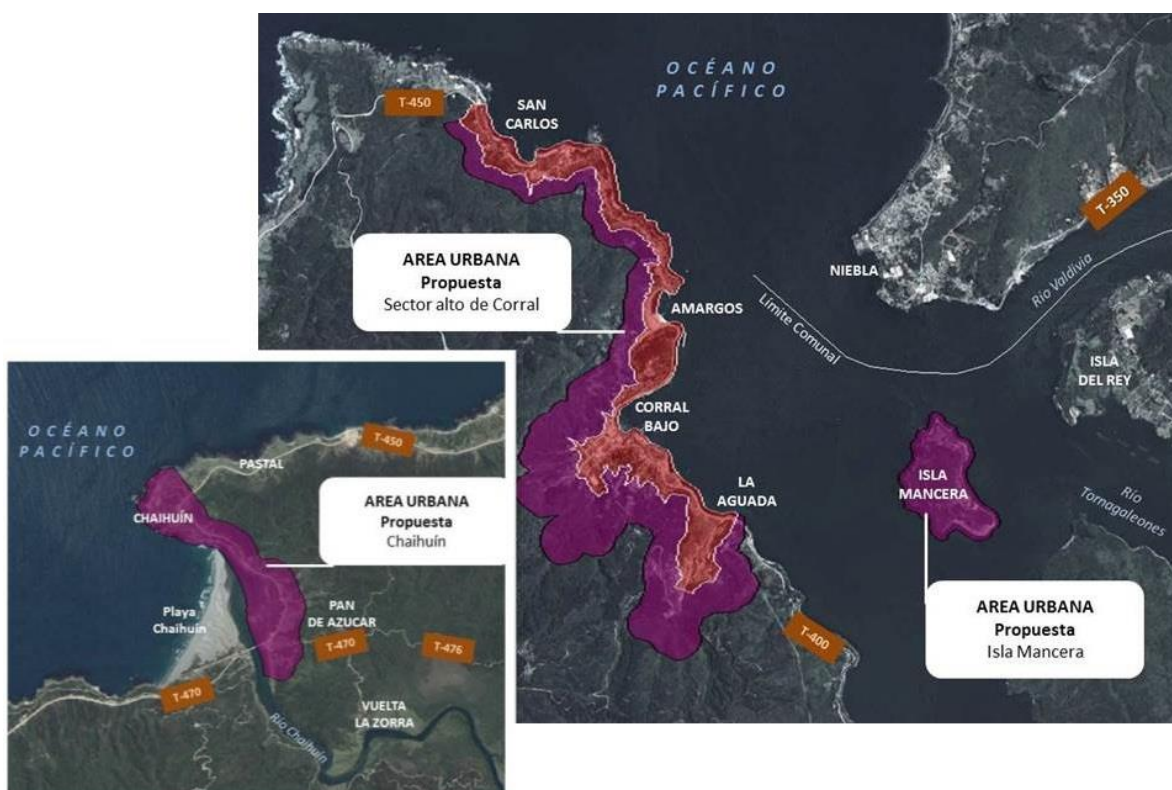 OCÉANO
PACÍFICO
T-450
SAN
CARLOS
T-350
AREA URBANA
Propuesta
Sector alto de Corral
NIEBLA
Río Valdivia
AMARGOS
Límite Comunal
ISLA
DEL REY
CORRAL
BAJO
LA
AGUADA
ISLA
MANCERA
Río
Tornagaleones
T-400
AREA URBANA
Propuesta
Isla Mancera
OCÉANO
PACÍFICO
T-450
PASTAL
AREA URBANA
Propuesta
Chaihuín
CHAIHUÍN
Playa
Chaihuín
PAN
DE AZUCAR
T-470
T-476
T-470
Río Chaihuín
VUELTA
LA ZORRA